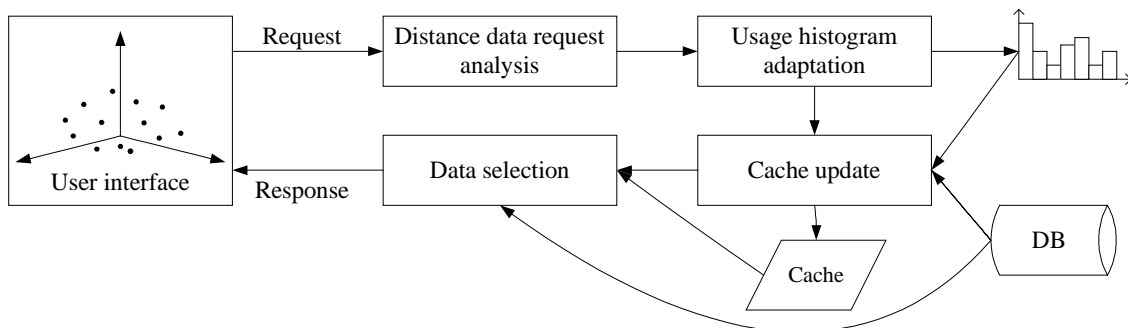 Request
Distance data request
analysis
Usage histogram
adaptation
User interface
Response
Data selection
Cache update
DB
Cache